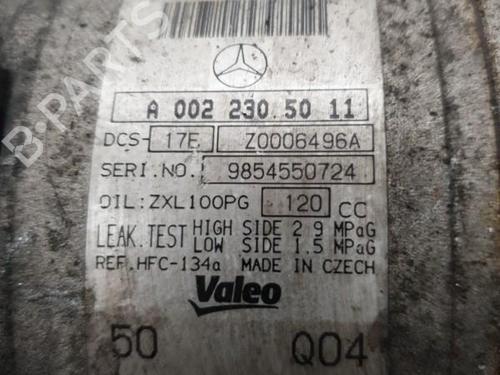 A 002 230 50 11
DCS-17E Z0006496A
SERI.NO. 9854550724
OIL:ZXL100PG 120 CC
LEAK.TEST HIGH SIDE 2.9 MPaG
LOW SIDE 1.5 MPaG
REF.HFC-134a MADE IN CZECH
Valeo
50 Q04
B-PARTS